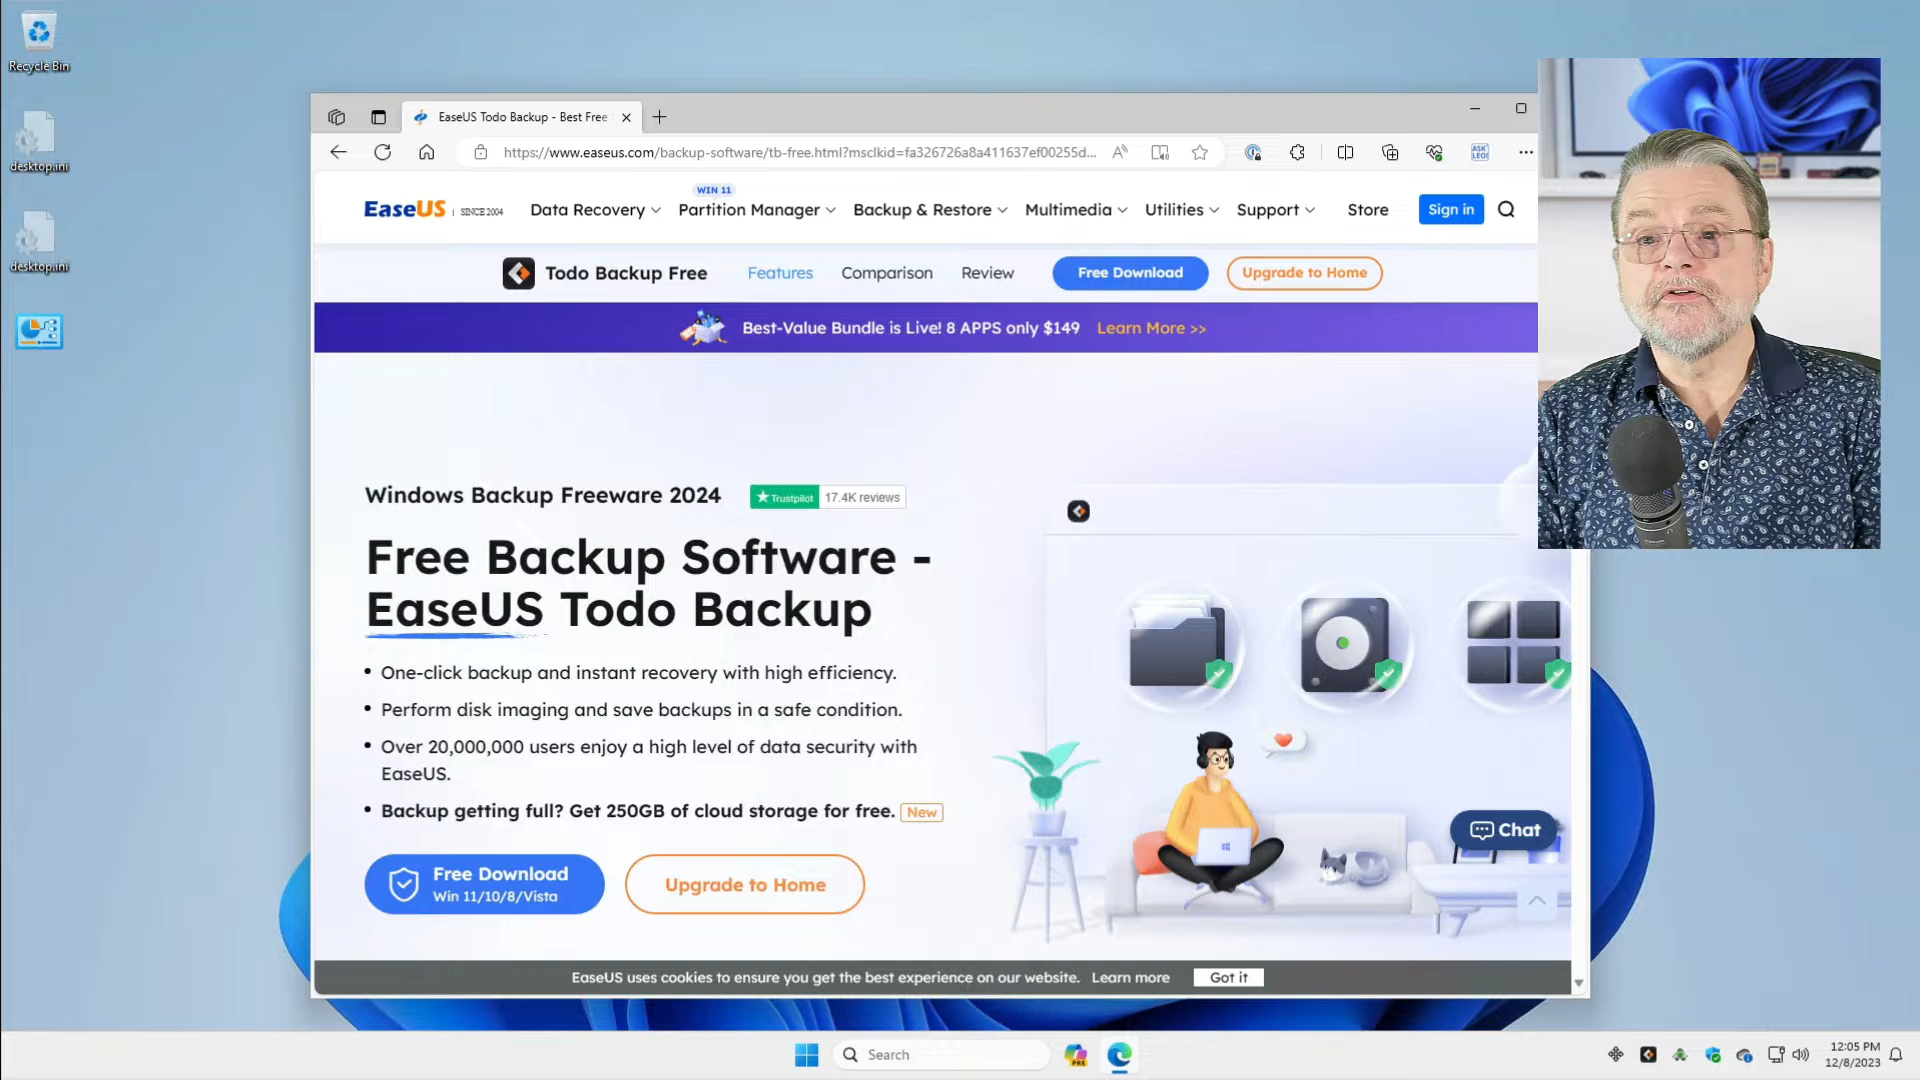 Recycle Bin
desktop.ini
desktop.ini
EaseUS Todo Backup - Best Free
https://www.easeus.com/backup-software/tb-free.html?msclkid=fa326726a8a411637ef00255d...
ASK LEO!
WIN 11
EaseUS | SINCE 2004 Data Recovery Partition Manager Backup & Restore Multimedia Utilities Support Store Sign in
Todo Backup Free Features Comparison Review Free Download Upgrade to Home
Best-Value Bundle is Live! 8 APPS only $149 Learn More >>
Windows Backup Freeware 2024 Trustpilot 17.4K reviews
Free Backup Software -
EaseUS Todo Backup
• One-click backup and instant recovery with high efficiency.
• Perform disk imaging and save backups in a safe condition.
• Over 20,000,000 users enjoy a high level of data security with
EaseUS.
• Backup getting full? Get 250GB of cloud storage for free. New
Chat
Free Download
Win 11/10/8/Vista
Upgrade to Home
EaseUS uses cookies to ensure you get the best experience on our website. Learn more Got it
Search
PRE
12:05 PM
12/8/2023